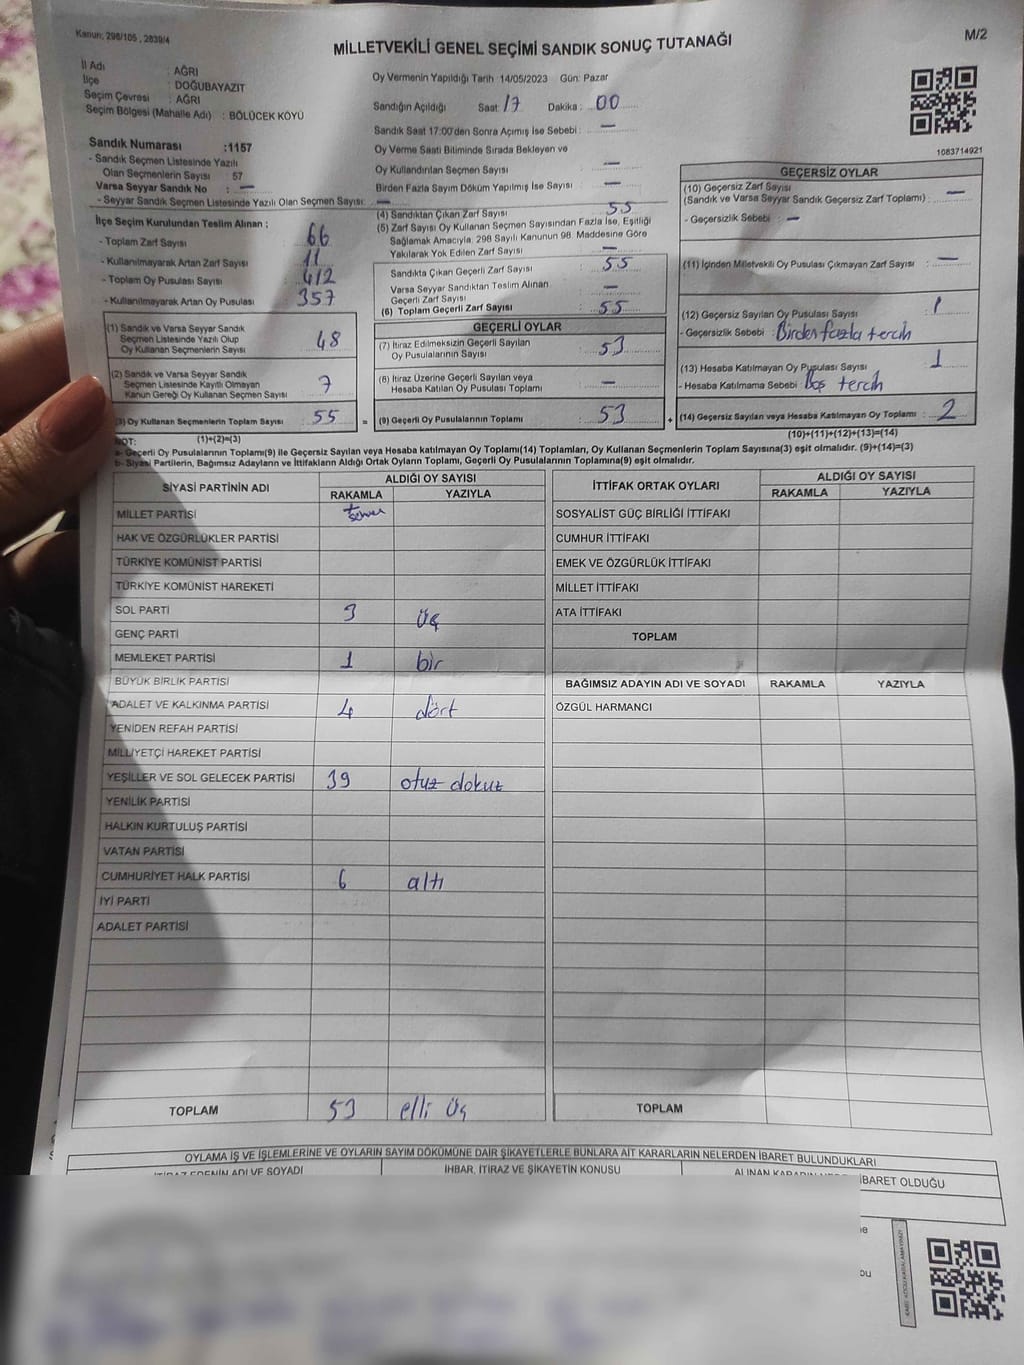 Kanun: 298/105 , 2839/4
M/2
MİLLETVEKİLİ GENEL SEÇİMİ SANDIK SONUÇ TUTANAĞI
İl Adı : AĞRI
İlçe : DOĞUBAYAZIT
Seçim Çevresi : AĞRI
Seçim Bölgesi (Mahalle Adı) : BÖLÜCEK KÖYÜ
Oy Vermenin Yapıldığı Tarih 14/05/2023 Gün: Pazar
Sandığın Açıldığı Saat: 17 Dakika : 00
Sandık Saat 17:00'den Sonra Açımış İse Sebebi : —
Oy Verme Saati Bitiminde Sırada Bekleyen ve
Oy Kullandırılan Seçmen Sayısı —
Birden Fazla Sayım Döküm Yapılmış İse Sayısı —
1083714921
Sandık Numarası :1157
- Sandık Seçmen Listesinde Yazılı
Olan Seçmenlerin Sayısı : 57
Varsa Seyyar Sandık No : —
- Seyyar Sandık Seçmen Listesinde Yazılı Olan Seçmen Sayısı: —
İlçe Seçim Kurulundan Teslim Alınan ;
- Toplam Zarf Sayısı : 66
- Kullanılmayarak Artan Zarf Sayısı : 11
- Toplam Oy Pusulası Sayısı : 412
- Kullanılmayarak Artan Oy Pusulası : 357
(1) Sandık ve Varsa Seyyar Sandık
Seçmen Listesinde Yazılı Olup
Oy Kullanan Seçmenlerin Sayısı : 48
(2) Sandık ve Varsa Seyyar Sandık
Seçmen Listesinde Kayıtlı Olmayan
Kanun Gereği Oy Kullanan Seçmen Sayısı : 7
(3) Oy Kullanan Seçmenlerin Toplam Sayısı : 55 =
(1)+(2)=(3)
(4) Sandıktan Çıkan Zarf Sayısı 55
(5) Zarf Sayısı Oy Kullanan Seçmen Sayısından Fazla İse, Eşitliği
Sağlamak Amacıyla, 298 Sayılı Kanunun 98. Maddesine Göre
Yakılarak Yok Edilen Zarf Sayısı —
Sandıkta Çıkan Geçerli Zarf Sayısı : 55
Varsa Seyyar Sandıktan Teslim Alınan
Geçerli Zarf Sayısı : —
(6) Toplam Geçerli Zarf Sayısı : 55
GEÇERLİ OYLAR
(7) İtiraz Edilmeksizin Geçerli Sayılan
Oy Pusulalarının Sayısı : 53
(8) İtiraz Üzerine Geçerli Sayılan veya
Hesaba Katılan Oy Pusulası Toplamı : —
(9) Geçerli Oy Pusulalarının Toplamı : 53 +
GEÇERSİZ OYLAR
(10) Geçersiz Zarf Sayısı
(Sandık ve Varsa Seyyar Sandık Geçersiz Zarf Toplamı) : —
- Geçersizlik Sebebi : —
(11) İçinden Milletvekili Oy Pusulası Çıkmayan Zarf Sayısı : —
(12) Geçersiz Sayılan Oy Pusulası Sayısı : 1
- Geçersizlik Sebebi : Birden fazla tercih
(13) Hesaba Katılmayan Oy Pusulası Sayısı : 1
- Hesaba Katılmama Sebebi : Boş tercih
(14) Geçersiz Sayılan veya Hesaba Katılmayan Oy Toplamı : 2
(10)+(11)+(12)+(13)=(14)
NOT:
a- Geçerli Oy Pusulalarının Toplamı(9) ile Geçersiz Sayılan veya Hesaba katılmayan Oy Toplamı(14) Toplamları, Oy Kullanan Seçmenlerin Toplam Sayısına(3) eşit olmalıdır. (9)+(14)=(3)
b- Siyasi Partilerin, Bağımsız Adayların ve İttifakların Aldığı Ortak Oyların Toplamı, Geçerli Oy Pusulalarının Toplamına(9) eşit olmalıdır.
SİYASİ PARTİNİN ADI ALDIĞI OY SAYISI
RAKAMLA YAZIYLA
MİLLET PARTİSİ
HAK VE ÖZGÜRLÜKLER PARTİSİ
TÜRKİYE KOMÜNİST PARTİSİ
TÜRKİYE KOMÜNİST HAREKETİ
SOL PARTİ 3 üç
GENÇ PARTİ
MEMLEKET PARTİSİ 1 bir
BÜYÜK BİRLİK PARTİSİ
ADALET VE KALKINMA PARTİSİ 4 dört
YENİDEN REFAH PARTİSİ
MİLLİYETÇİ HAREKET PARTİSİ
YEŞİLLER VE SOL GELECEK PARTİSİ 39 otuz dokuz
YENİLİK PARTİSİ
HALKIN KURTULUŞ PARTİSİ
VATAN PARTİSİ
CUMHURİYET HALK PARTİSİ 6 altı
İYİ PARTİ
ADALET PARTİSİ
TOPLAM 53 elli üç
İTTİFAK ORTAK OYLARI ALDIĞI OY SAYISI
RAKAMLA YAZIYLA
SOSYALİST GÜÇ BİRLİĞİ İTTİFAKI
CUMHUR İTTİFAKI
EMEK VE ÖZGÜRLÜK İTTİFAKI
MİLLET İTTİFAKI
ATA İTTİFAKI
TOPLAM
BAĞIMSIZ ADAYIN ADI VE SOYADI RAKAMLA YAZIYLA
ÖZGÜL HARMANCI
TOPLAM
OYLAMA İŞ VE İŞLEMLERİNE VE OYLARIN SAYIM DÖKÜMÜNE DAİR ŞİKAYETLERLE BUNLARA AİT KARARLARIN NELERDEN İBARET BULUNDUKLARI
İTİRAZ EDENİN ADI VE SOYADI İHBAR, İTİRAZ VE ŞİKAYETİN KONUSU ALINAN KARARIN İBARET OLDUĞU